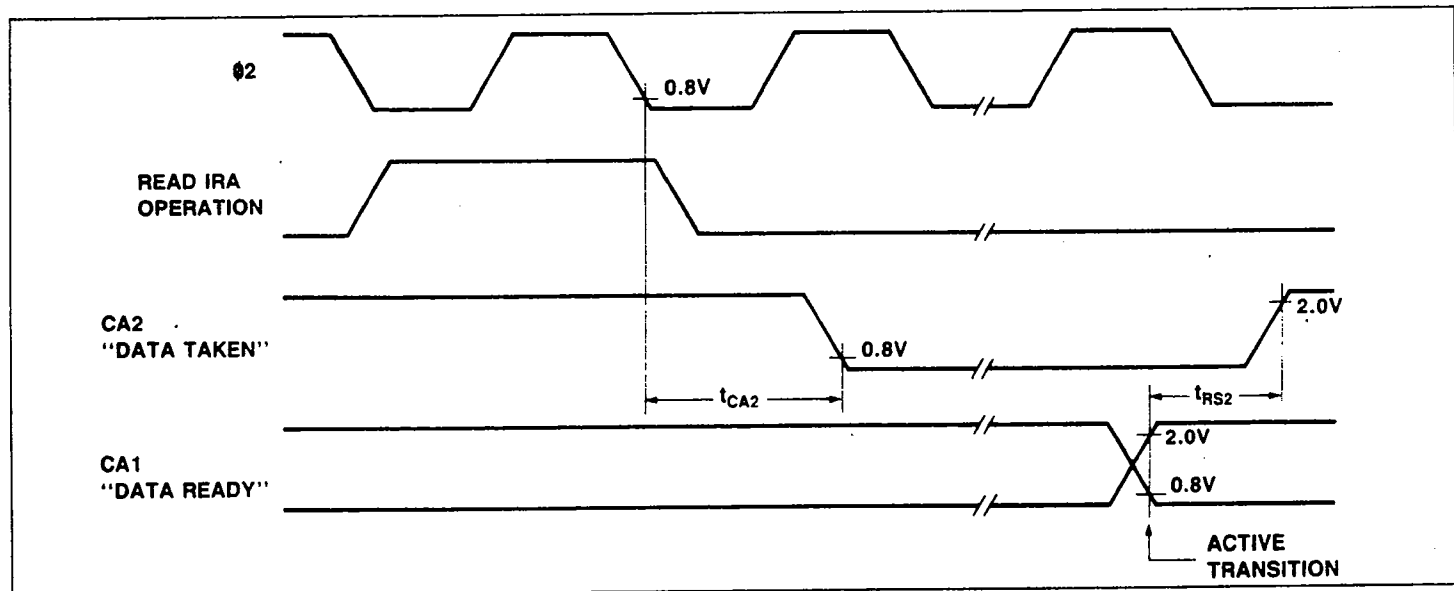 φ2
0.8V
READ IRA
OPERATION
CA2
"DATA TAKEN"
0.8V
2.0V
tCA2
tRS2
CA1
"DATA READY"
2.0V
0.8V
ACTIVE
TRANSITION